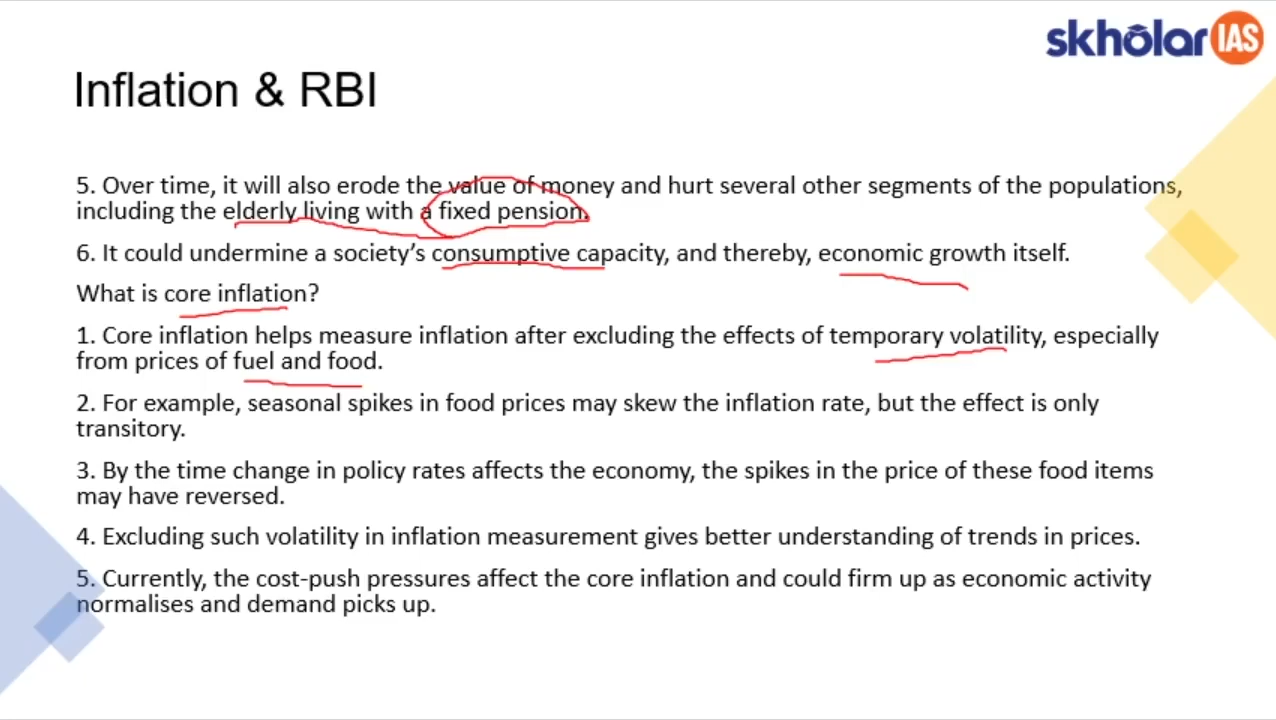 skholar IAS
Inflation & RBI
5. Over time, it will also erode the value of money and hurt several other segments of the populations,
including the elderly living with a fixed pension.
6. It could undermine a society’s consumptive capacity, and thereby, economic growth itself.
What is core inflation?
1. Core inflation helps measure inflation after excluding the effects of temporary volatility, especially
from prices of fuel and food.
2. For example, seasonal spikes in food prices may skew the inflation rate, but the effect is only
transitory.
3. By the time change in policy rates affects the economy, the spikes in the price of these food items
may have reversed.
4. Excluding such volatility in inflation measurement gives better understanding of trends in prices.
5. Currently, the cost-push pressures affect the core inflation and could firm up as economic activity
normalises and demand picks up.